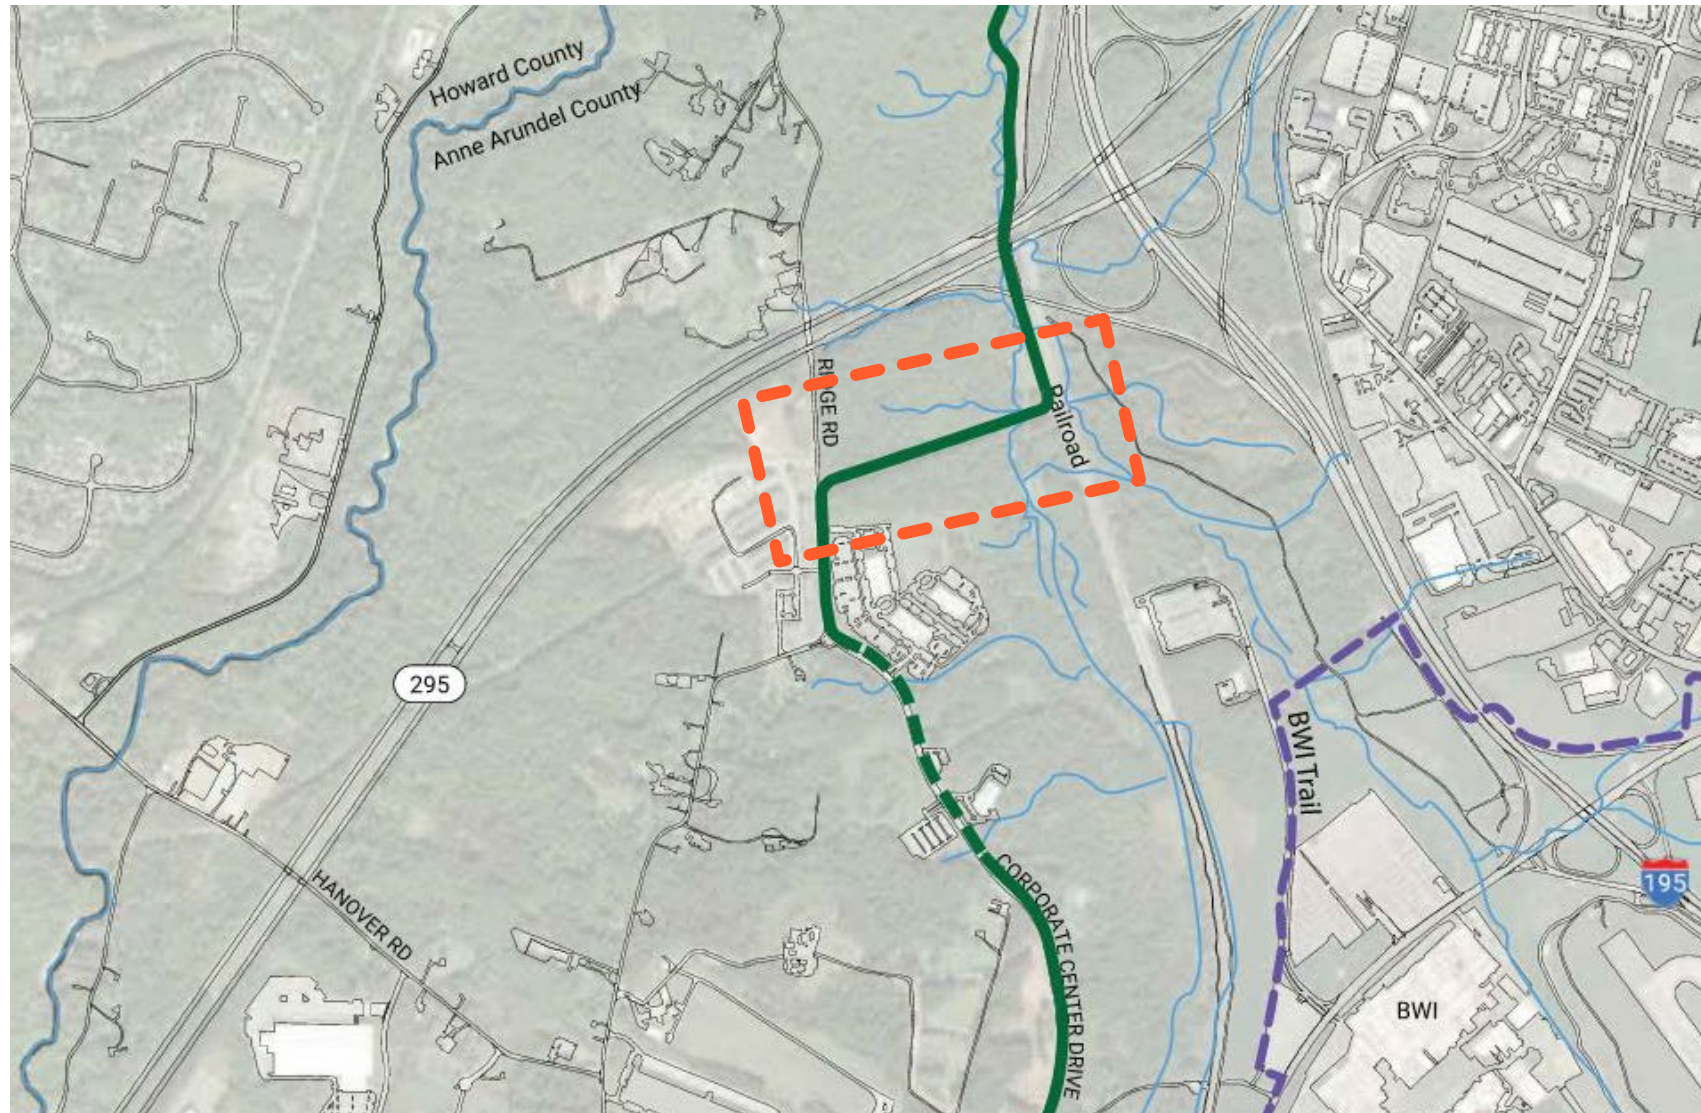 Howard County
Anne Arundel County
RIDGE RD
Railroad
295
BWI Trail
195
HANOVER RD
CORPORATE CENTER DRIVE
BWI